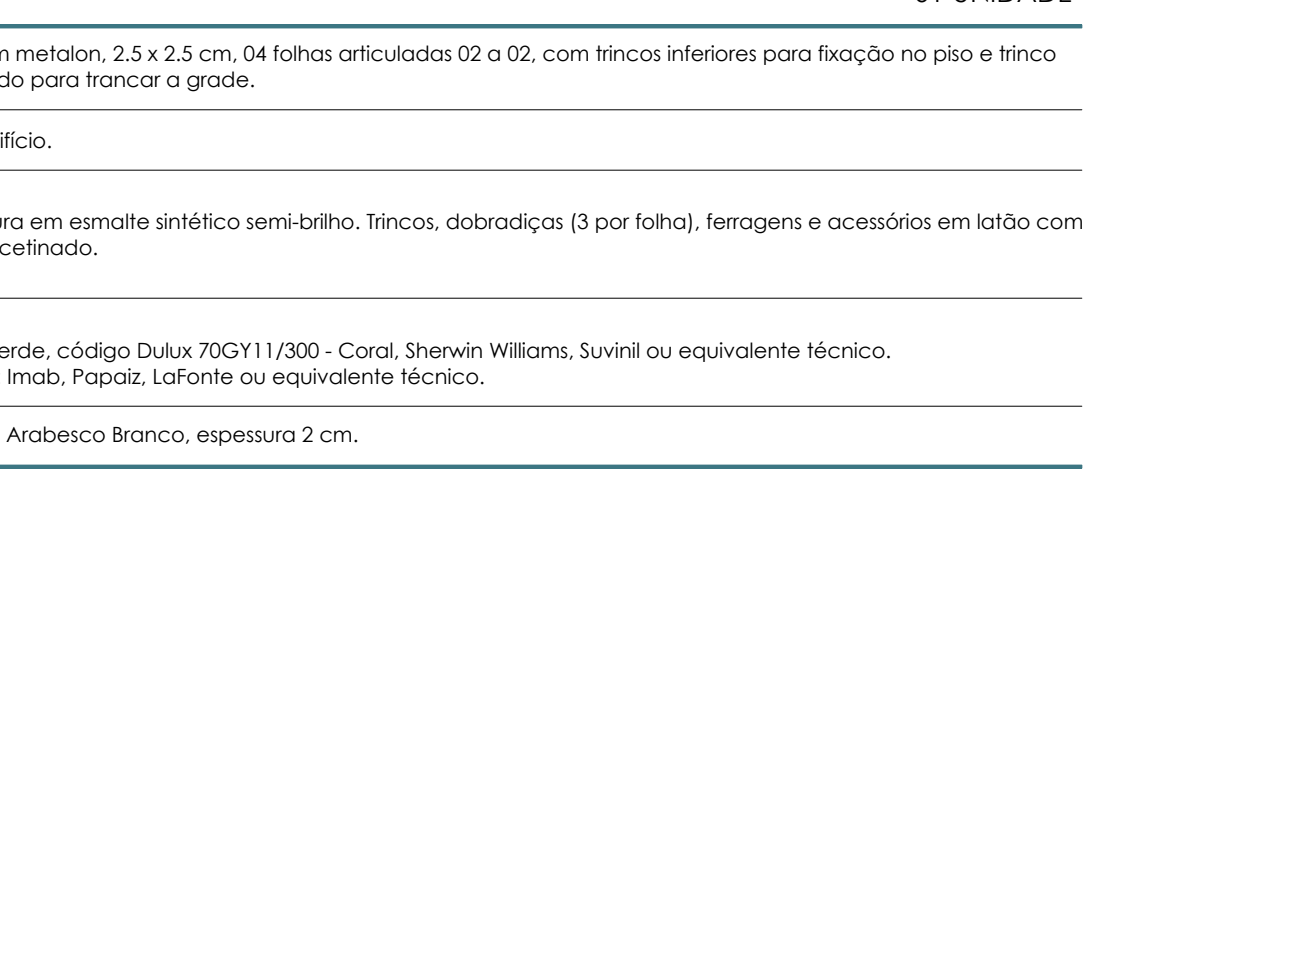 01 UNIDADE
metalon, 2.5 x 2.5 cm, 04 folhas articuladas 02 a 02, com trincos inferiores para fixação no piso e trinco
do para trancar a grade.
ifício.
ura em esmalte sintético semi-brilho. Trincos, dobradiças (3 por folha), ferragens e acessórios em latão com
cetinado.
erde, código Dulux 70GY11/300 - Coral, Sherwin Williams, Suvinil ou equivalente técnico.
Imab, Papaiz, LaFonte ou equivalente técnico.
Arabesco Branco, espessura 2 cm.